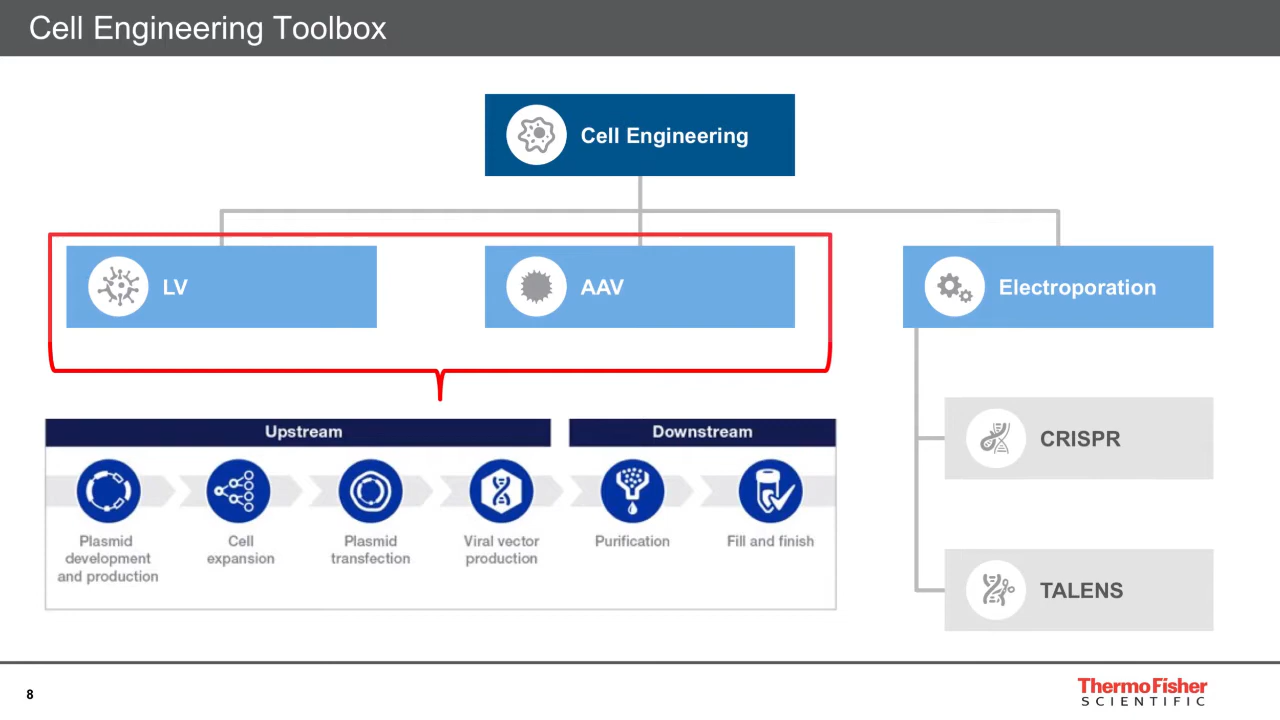 Cell Engineering Toolbox
Cell Engineering
LV
AAV
Electroporation
CRISPR
TALENS
Upstream
Downstream
Plasmid
development
and production
Cell
expansion
Plasmid
transfection
Viral vector
production
Purification
Fill and finish
8
ThermoFisher
SCIENTIFIC